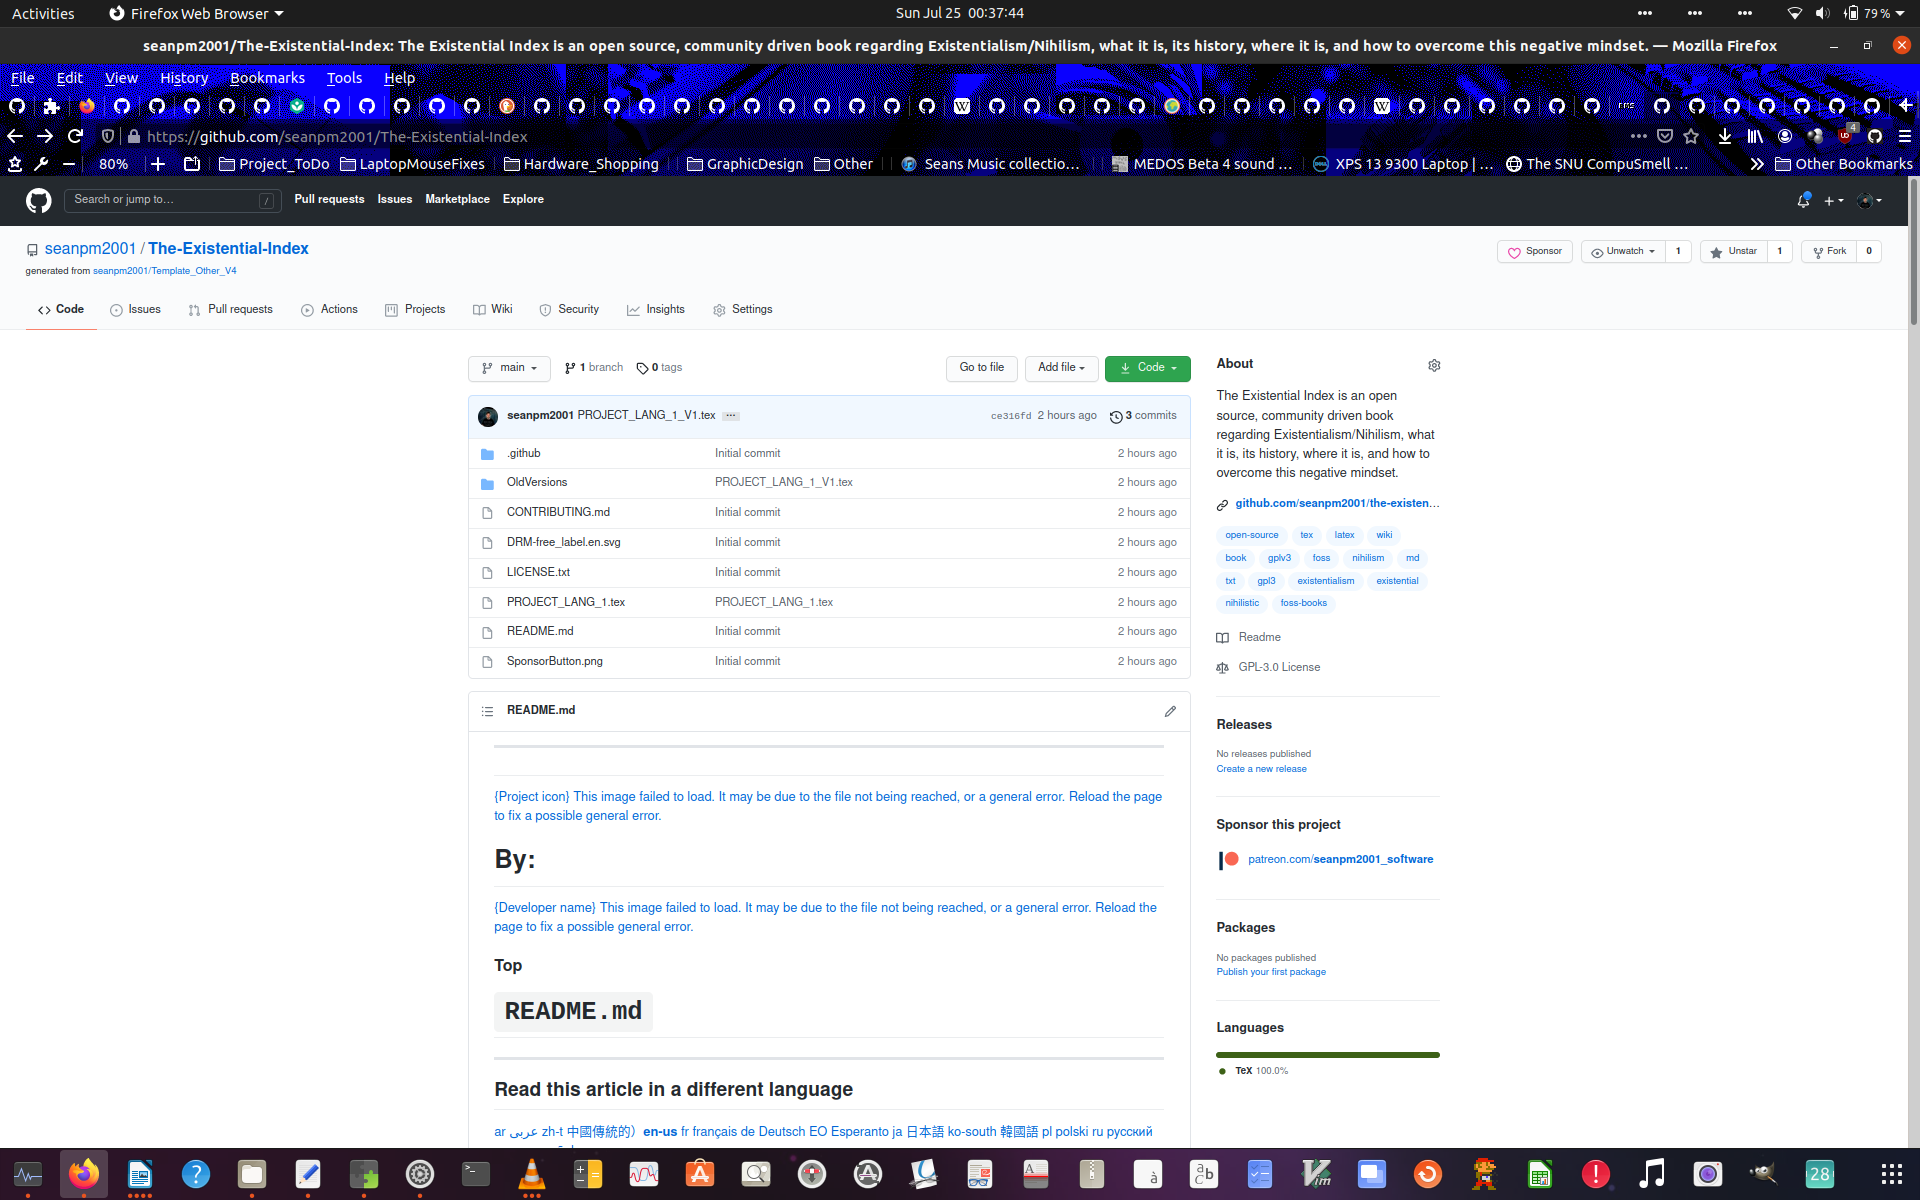 Activities Firefox Web Browser Sun Jul 25 00:37:44 79 %
seanpm2001/The-Existential-Index: The Existential Index is an open source, community driven book regarding Existentialism/Nihilism, what it is, its history, where it is, and how to overcome this negative mindset. — Mozilla Firefox
File Edit View History Bookmarks Tools Help
https://github.com/seanpm2001/The-Existential-Index 4
80% Project_ToDo LaptopMouseFixes Hardware_Shopping GraphicDesign Other Seans Music collectio… MEDOS Beta 4 sound … XPS 13 9300 Laptop | … The SNU CompuSmell … Other Bookmarks
Search or jump to… / Pull requests Issues Marketplace Explore
seanpm2001 / The-Existential-Index Sponsor Unwatch 1 Unstar 1 Fork 0
generated from seanpm2001/Template_Other_V4
Code Issues Pull requests Actions Projects Wiki Security Insights Settings
main 1 branch 0 tags Go to file Add file Code
seanpm2001 PROJECT_LANG_1_V1.tex ··· ce316fd 2 hours ago 3 commits
.github Initial commit 2 hours ago
OldVersions PROJECT_LANG_1_V1.tex 2 hours ago
CONTRIBUTING.md Initial commit 2 hours ago
DRM-free_label.en.svg Initial commit 2 hours ago
LICENSE.txt Initial commit 2 hours ago
PROJECT_LANG_1.tex PROJECT_LANG_1.tex 2 hours ago
README.md Initial commit 2 hours ago
SponsorButton.png Initial commit 2 hours ago
README.md
{Project icon} This image failed to load. It may be due to the file not being reached, or a general error. Reload the page
to fix a possible general error.
By:
{Developer name} This image failed to load. It may be due to the file not being reached, or a general error. Reload the
page to fix a possible general error.
Top
README.md
Read this article in a different language
ar عربى zh-t 中國傳統的） en-us fr français de Deutsch EO Esperanto ja 日本語 ko-south 韓國語 pl polski ru русский
About
The Existential Index is an open
source, community driven book
regarding Existentialism/Nihilism, what
it is, its history, where it is, and how to
overcome this negative mindset.
github.com/seanpm2001/the-existen…
open-source tex latex wiki
book gplv3 foss nihilism md
txt gpl3 existentialism existential
nihilistic foss-books
Readme
GPL-3.0 License
Releases
No releases published
Create a new release
Sponsor this project
patreon.com/seanpm2001_software
Packages
No packages published
Publish your first package
Languages
TeX 100.0%
28